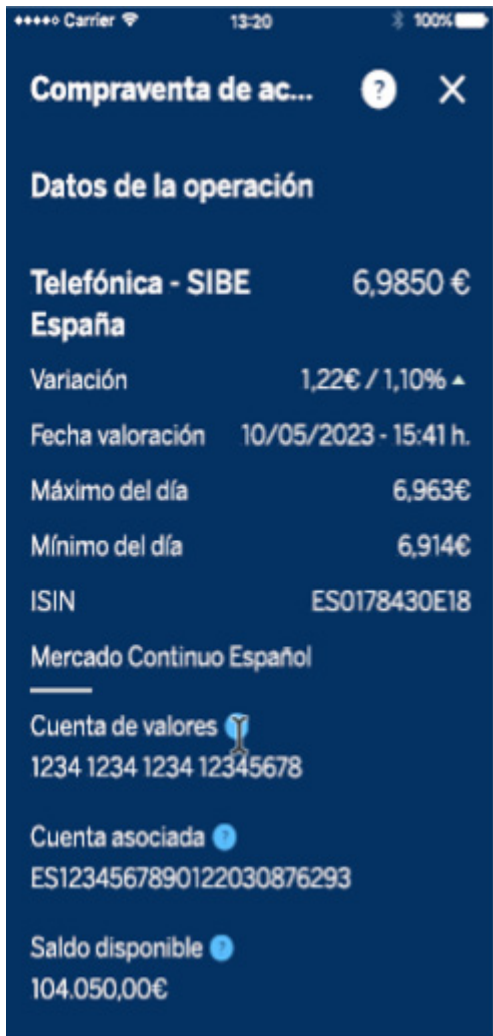 Carrier 13:20 100%
Compraventa de ac... ? ×
Datos de la operación
Telefónica - SIBE 6,9850 €
España
Variación 1,22€ / 1,10% ▲
Fecha valoración 10/05/2023 - 15:41 h.
Máximo del día 6,963€
Mínimo del día 6,914€
ISIN ES0178430E18
Mercado Continuo Español
Cuenta de valores
1234 1234 1234 12345678
Cuenta asociada ?
ES1234567890122030876293
Saldo disponible ?
104.050,00€